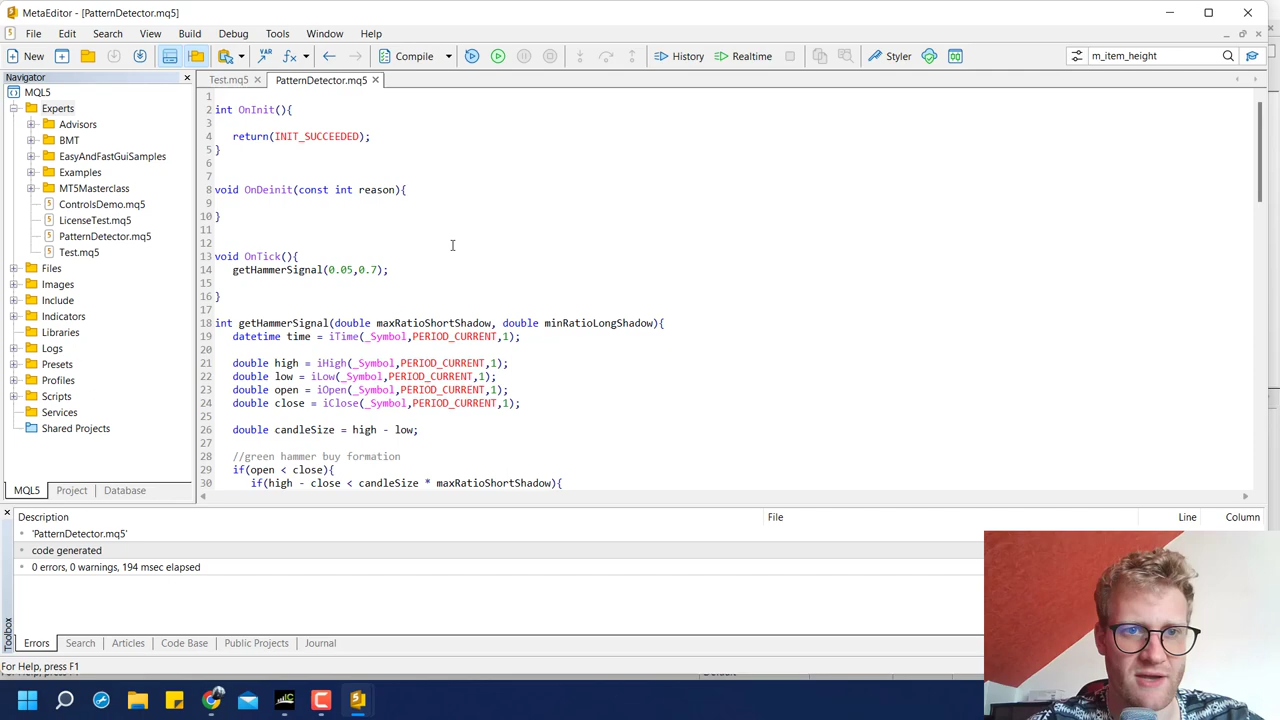 MetaEditor - [PatternDetector.mq5]
File Edit Search View Build Debug Tools Window Help
New Compile History Realtime Styler m_item_height
Navigator
Test.mq5 PatternDetector.mq5
MQL5
Experts
Advisors
BMT
EasyAndFastGuiSamples
Examples
MT5Masterclass
ControlsDemo.mq5
LicenseTest.mq5
PatternDetector.mq5
Test.mq5
Files
Images
Include
Indicators
Libraries
Logs
Presets
Profiles
Scripts
Services
Shared Projects
MQL5 Project Database
1
2 int OnInit(){
3
4 return(INIT_SUCCEEDED);
5 }
6
7
8 void OnDeinit(const int reason){
9
10 }
11
12
13 void OnTick(){
14 getHammerSignal(0.05,0.7);
15
16 }
17
18 int getHammerSignal(double maxRatioShortShadow, double minRatioLongShadow){
19 datetime time = iTime(_Symbol,PERIOD_CURRENT,1);
20
21 double high = iHigh(_Symbol,PERIOD_CURRENT,1);
22 double low = iLow(_Symbol,PERIOD_CURRENT,1);
23 double open = iOpen(_Symbol,PERIOD_CURRENT,1);
24 double close = iClose(_Symbol,PERIOD_CURRENT,1);
25
26 double candleSize = high - low;
27
28 //green hammer buy formation
29 if(open < close){
30 if(high - close < candleSize * maxRatioShortShadow){
Description File Line Column
'PatternDetector.mq5'
code generated
0 errors, 0 warnings, 194 msec elapsed
Toolbox
Errors Search Articles Code Base Public Projects Journal
For Help, press F1